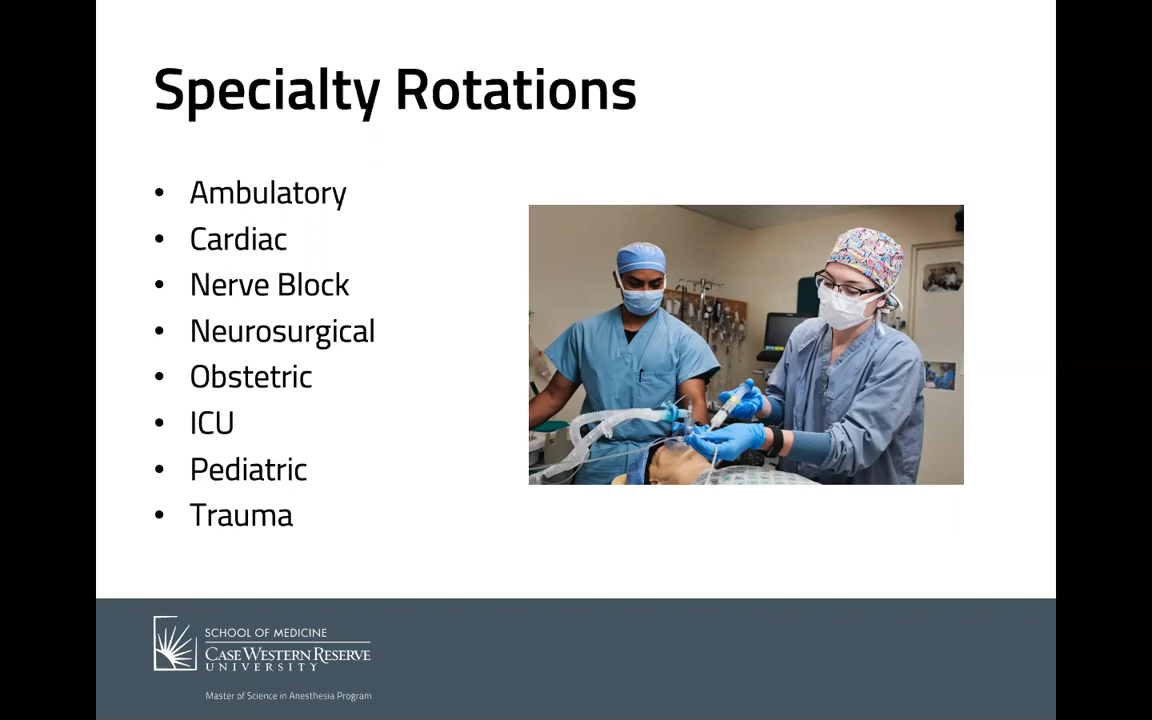 Specialty Rotations
• Ambulatory
• Cardiac
• Nerve Block
• Neurosurgical
• Obstetric
• ICU
• Pediatric
• Trauma
SCHOOL OF MEDICINE
CASE WESTERN RESERVE
UNIVERSITY
Master of Science in Anesthesia Program